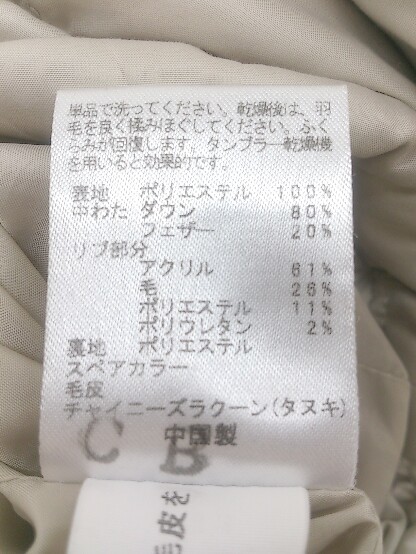 単品で洗ってください。乾燥後は、羽
毛を良く揉みほぐしてください。ふく
らみが回復します。タンブラー乾燥機
を用いると効果的です。
表地 ポリエステル 100%
中わた ダウン 80%
フェザー 20%
リブ部分
アクリル 61%
毛 26%
ポリエステル 11%
ポリウレタン 2%
裏地 ポリエステル
スペアカラー
毛皮
チャイニーズラクーン(タヌキ)
中国製
C B
毛皮を